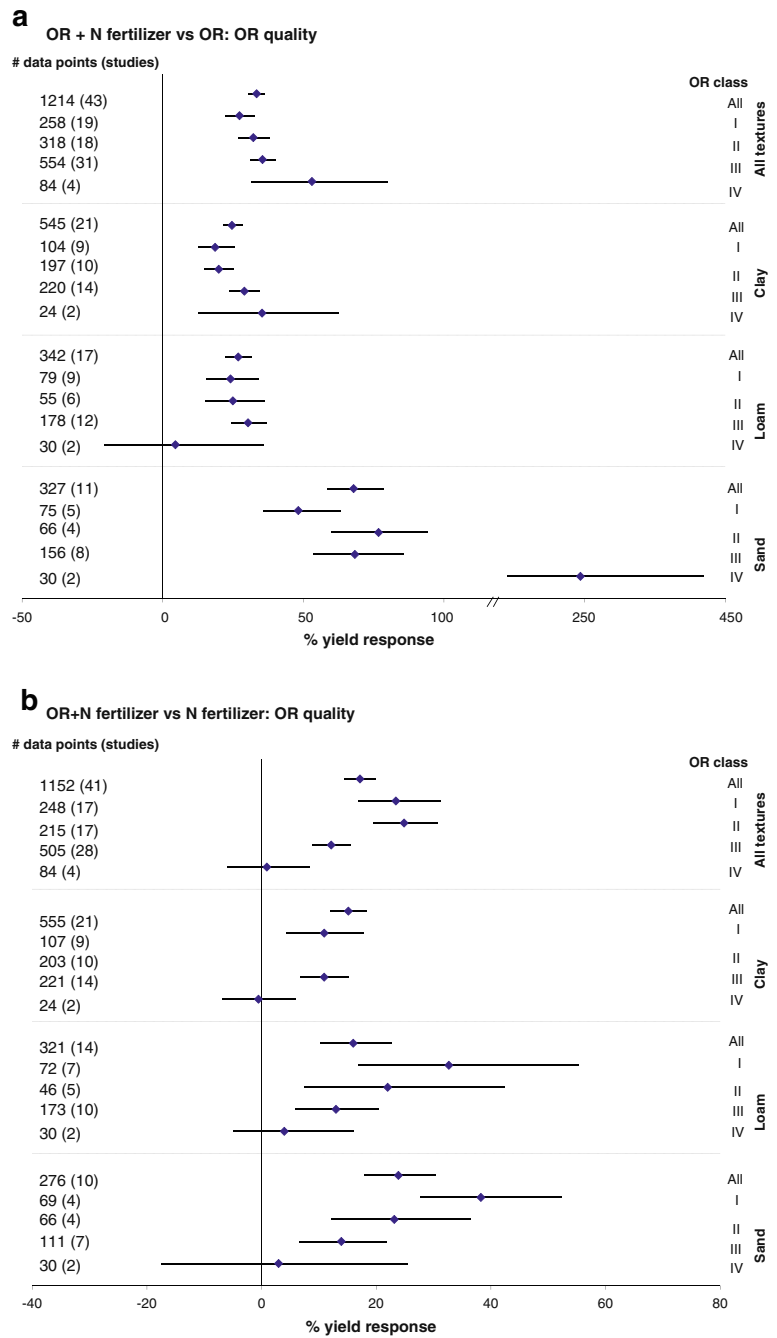 a
OR + N fertilizer vs OR: OR quality
# data points (studies)
OR class
1214 (43) All
258 (19) I
318 (18) II
554 (31) III
84 (4) IV
All textures
545 (21) All
104 (9) I
197 (10) II
220 (14) III
24 (2) IV
Clay
342 (17) All
79 (9) I
55 (6) II
178 (12) III
30 (2) IV
Loam
327 (11) All
75 (5) I
66 (4) II
156 (8) III
30 (2) IV
Sand
-50 0 50 100 // 250 450
% yield response
b
OR+N fertilizer vs N fertilizer: OR quality
# data points (studies)
OR class
1152 (41) All
248 (17) I
215 (17) II
505 (28) III
84 (4) IV
All textures
555 (21) All
107 (9) I
203 (10) II
221 (14) III
24 (2) IV
Clay
321 (14) All
72 (7) I
46 (5) II
173 (10) III
30 (2) IV
Loam
276 (10) All
69 (4) I
66 (4) II
111 (7) III
30 (2) IV
Sand
-40 -20 0 20 40 60 80
% yield response